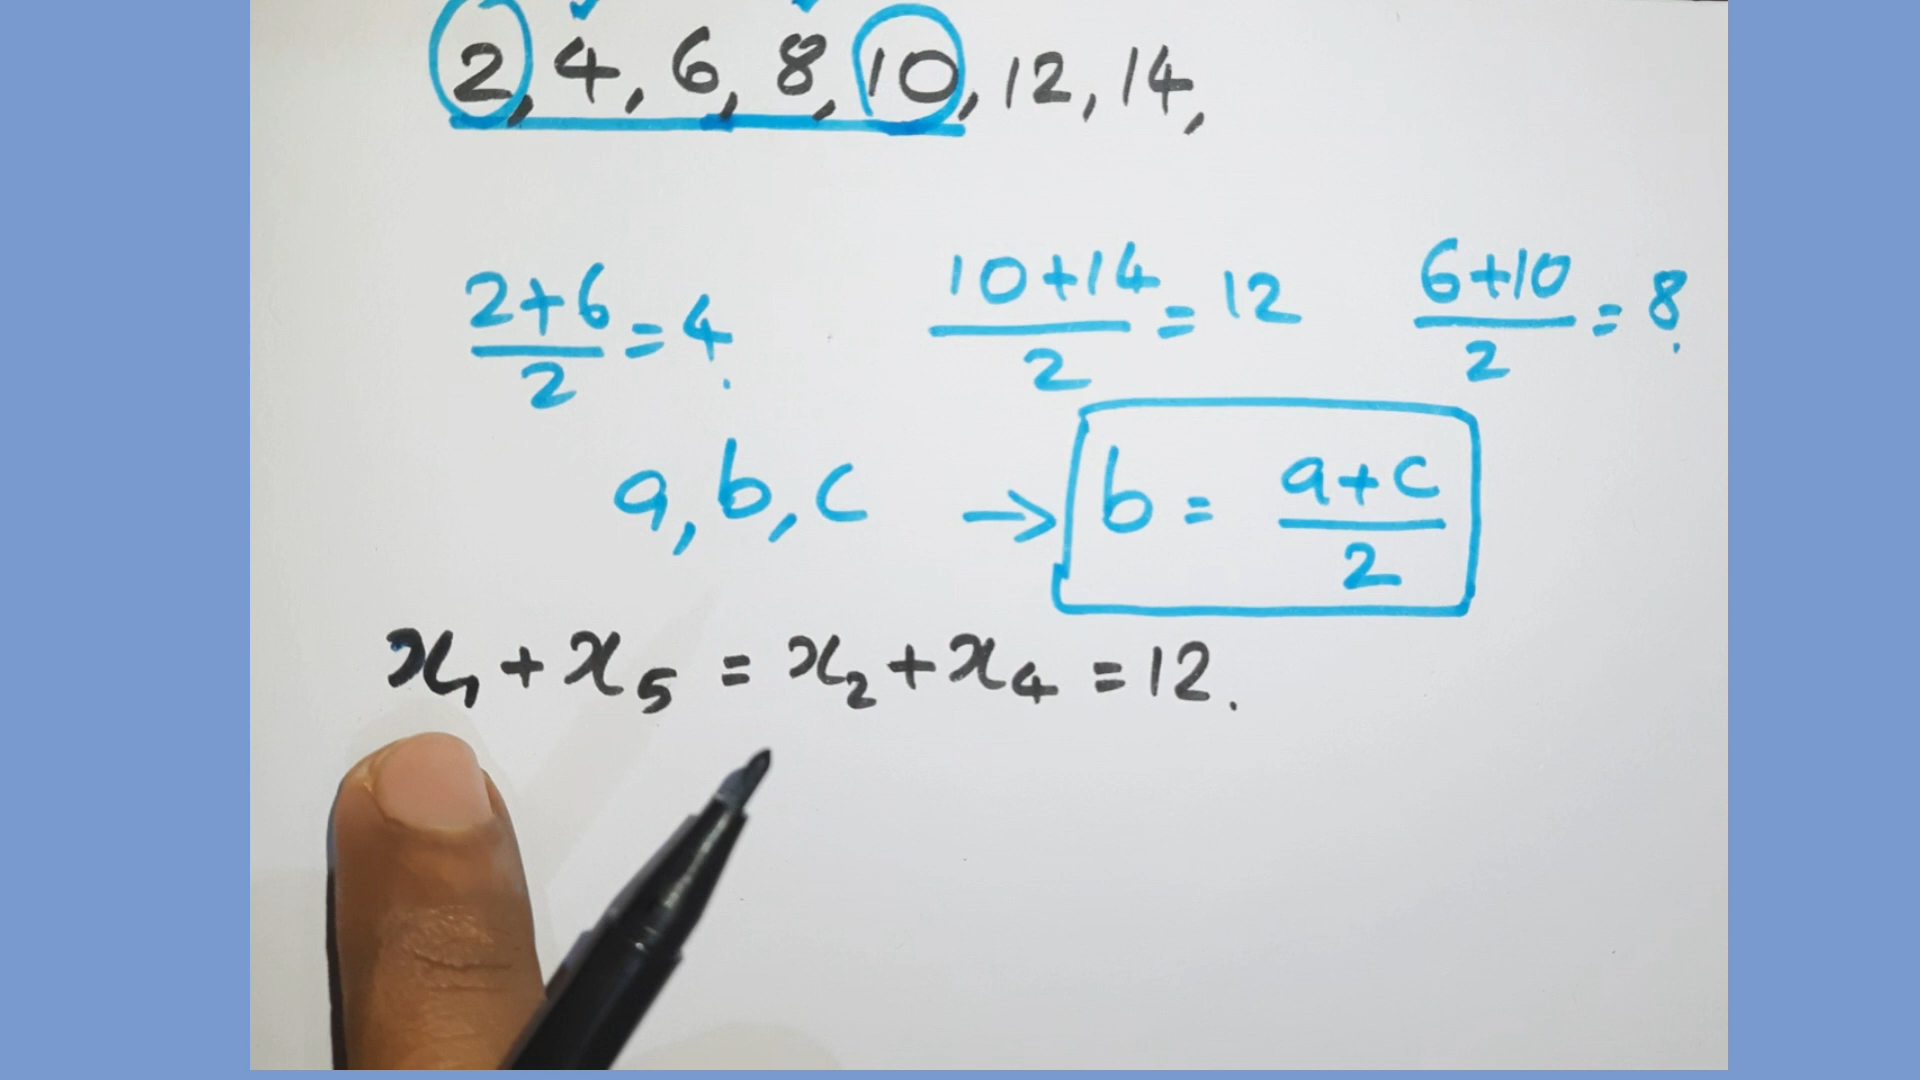 2, 4, 6, 8, 10, 12, 14,
2+6/2 = 4. 10+14/2 = 12 6+10/2 = 8.
a, b, c → b = a+c/2
x₁ + x₅ = x₂ + x₄ = 12.